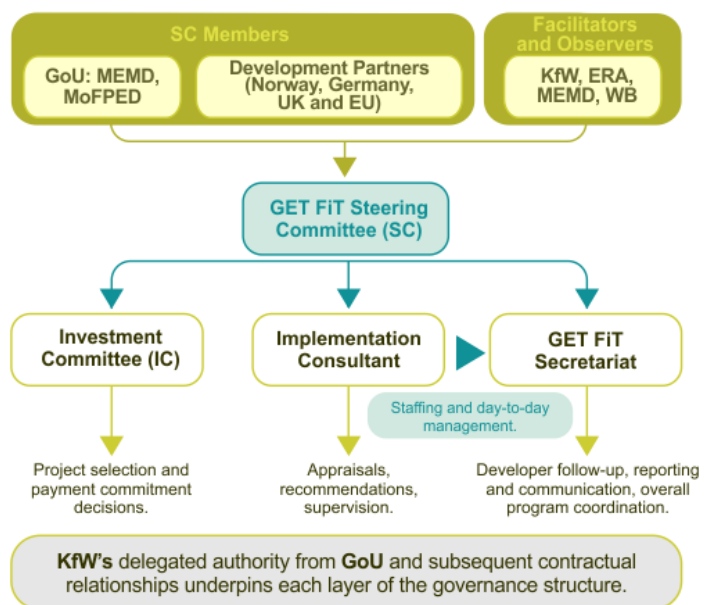 SC Members
GoU: MEMD,
MoFPED
Development Partners
(Norway, Germany,
UK and EU)
Facilitators
and Observers
KfW, ERA,
MEMD, WB
GET FiT Steering
Committee (SC)
Investment
Committee (IC)
Implementation
Consultant
GET FiT
Secretariat
Staffing and day-to-day
management.
Project selection and
payment commitment
decisions.
Appraisals,
recommendations,
supervision.
Developer follow-up, reporting
and communication, overall
program coordination.
KfW's delegated authority from GoU and subsequent contractual
relationships underpins each layer of the governance structure.